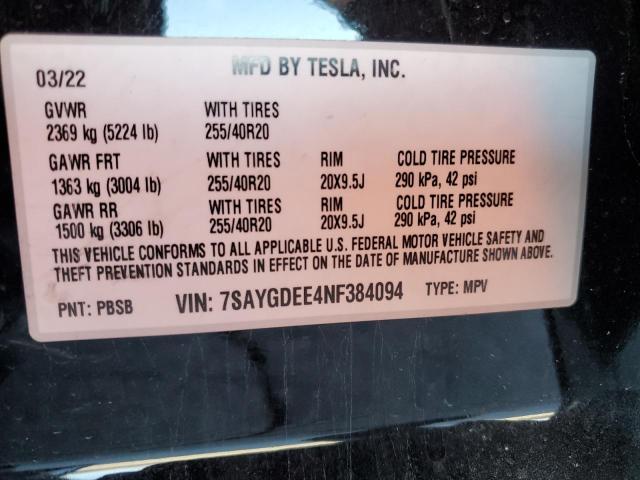 03/22 MFD BY TESLA, INC.
GVWR WITH TIRES
2369 kg (5224 lb) 255/40R20
GAWR FRT WITH TIRES RIM COLD TIRE PRESSURE
1363 kg (3004 lb) 255/40R20 20X9.5J 290 kPa, 42 psi
GAWR RR WITH TIRES RIM COLD TIRE PRESSURE
1500 kg (3306 lb) 255/40R20 20X9.5J 290 kPa, 42 psi
THIS VEHICLE CONFORMS TO ALL APPLICABLE U.S. FEDERAL MOTOR VEHICLE SAFETY AND
THEFT PREVENTION STANDARDS IN EFFECT ON THE DATE OF MANUFACTURE SHOWN ABOVE.
PNT: PBSB VIN: 7SAYGDEE4NF384094 TYPE: MPV